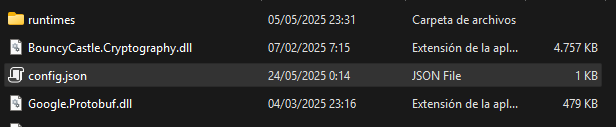 runtimes 05/05/2025 23:31 Carpeta de archivos
BouncyCastle.Cryptography.dll 07/02/2025 7:15 Extensión de la apl... 4.757 KB
config.json 24/05/2025 0:14 JSON File 1 KB
Google.Protobuf.dll 04/03/2025 23:16 Extensión de la apl... 479 KB